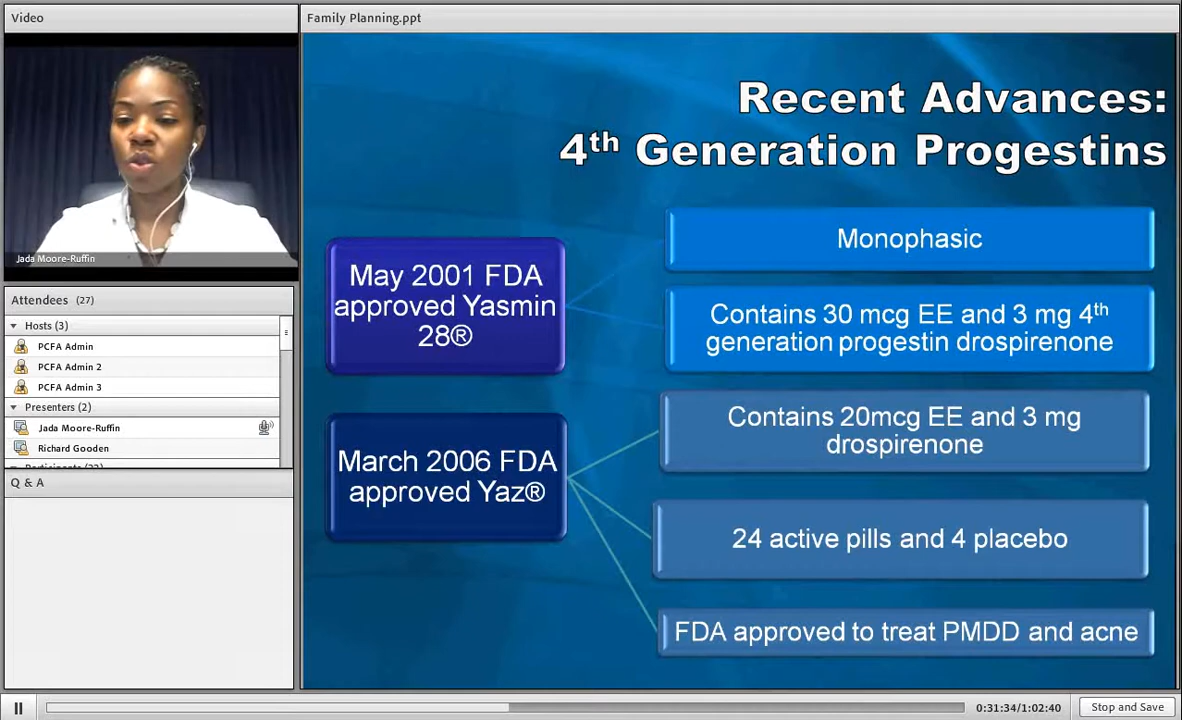 Video
Jada Moore-Ruffin
Attendees (27)
Hosts (3)
PCFA Admin
PCFA Admin 2
PCFA Admin 3
Presenters (2)
Jada Moore-Ruffin
Richard Gooden
Participants (22)
Q & A
Family Planning.ppt
Recent Advances:
4th Generation Progestins
May 2001 FDA
approved Yasmin
28®
Monophasic
Contains 30 mcg EE and 3 mg 4th
generation progestin drospirenone
March 2006 FDA
approved Yaz®
Contains 20mcg EE and 3 mg
drospirenone
24 active pills and 4 placebo
FDA approved to treat PMDD and acne
0:31:34/1:02:40
Stop and Save